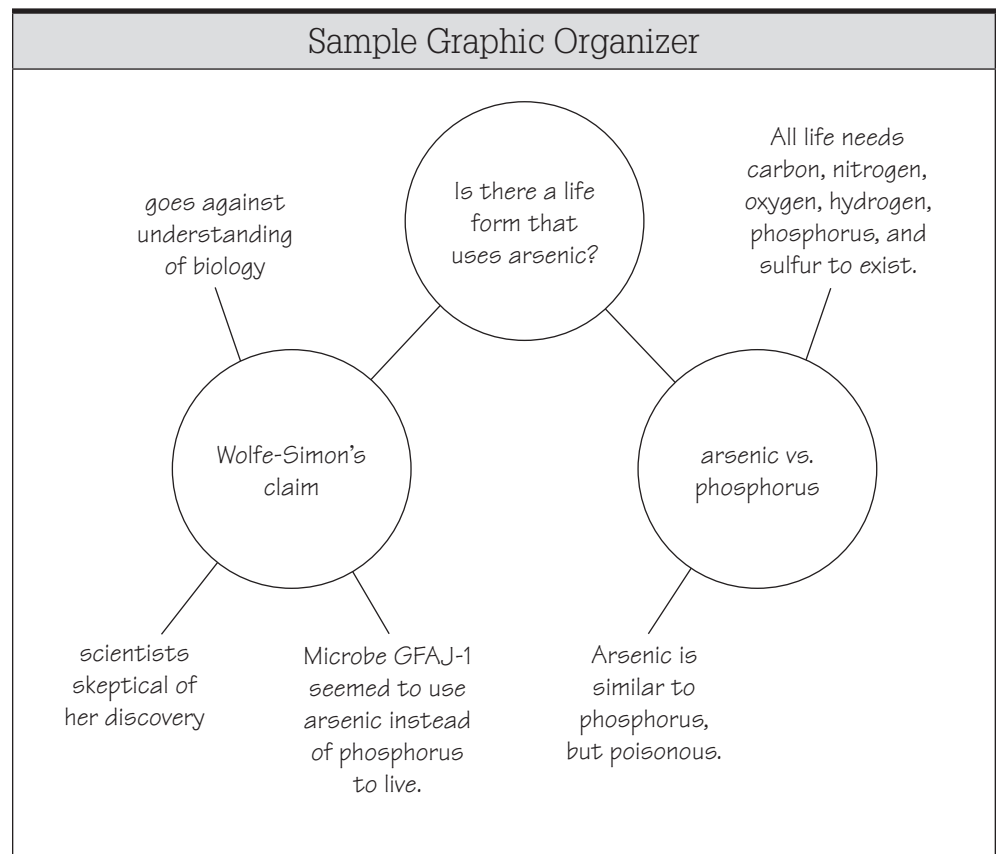 Sample Graphic Organizer
Is there a life
form that
uses arsenic?
goes against
understanding
of biology
All life needs
carbon, nitrogen,
oxygen, hydrogen,
phosphorus, and
sulfur to exist.
Wolfe-Simon's
claim
arsenic vs.
phosphorus
scientists
skeptical of
her discovery
Microbe GFAJ-1
seemed to use
arsenic instead
of phosphorus
to live.
Arsenic is
similar to
phosphorus,
but poisonous.